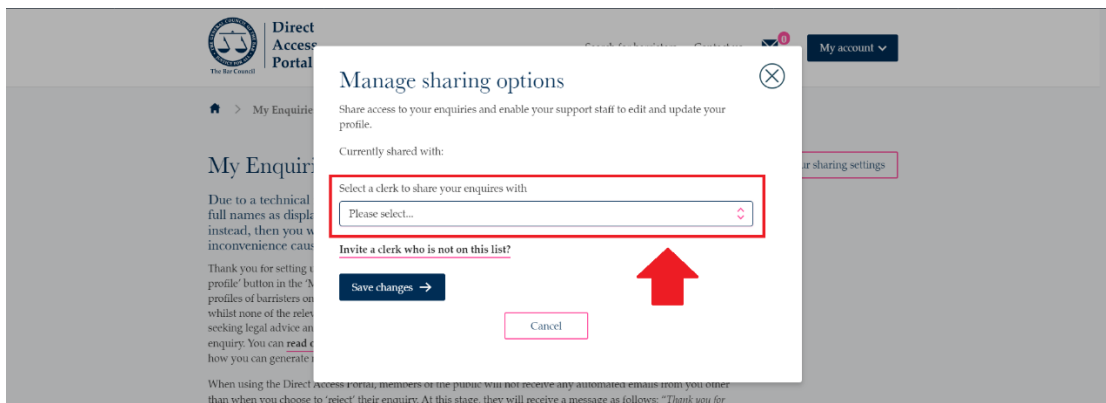 Direct
Access
Portal
The Bar Council
0
My account
My Enquirie
My Enquiri
ur sharing settings
Due to a technical
full names as displa
instead, then you w
inconvenience caus
Thank you for setting u
profile' button in the 'M
profiles of barristers on
whilst none of the relev
seeking legal advice an
enquiry. You can read o
how you can generate
When using the Direct Access Portal, members of the public will not receive any automated emails from you other
than when you choose to 'reject' their enquiry. At this stage, they will receive a message as follows: "Thank you for
Manage sharing options
Share access to your enquiries and enable your support staff to edit and update your
profile.
Currently shared with:
Select a clerk to share your enquires with
Please select...
Invite a clerk who is not on this list?
Save changes →
Cancel